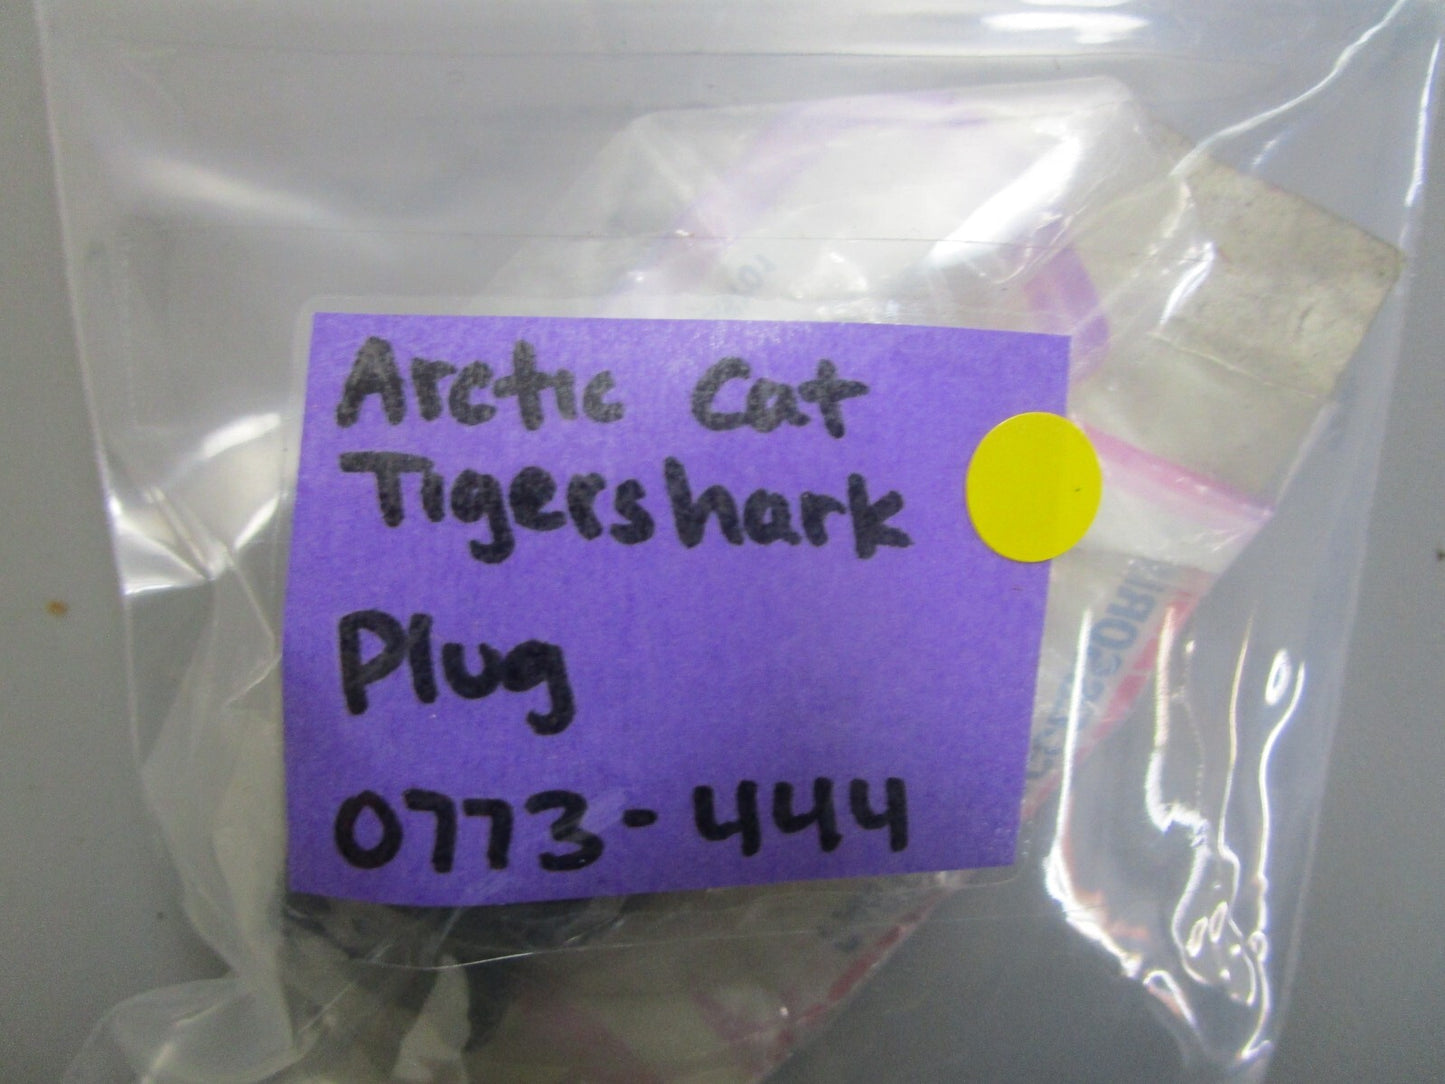 Arctic Cat
Tigershark
Plug
0773-444